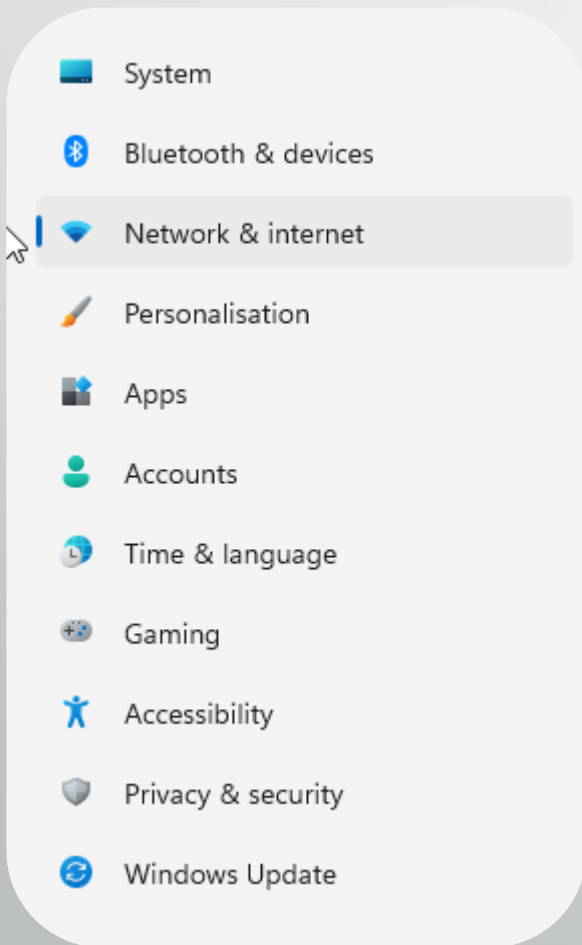 System
Bluetooth & devices
Network & internet
Personalisation
Apps
Accounts
Time & language
Gaming
Accessibility
Privacy & security
Windows Update